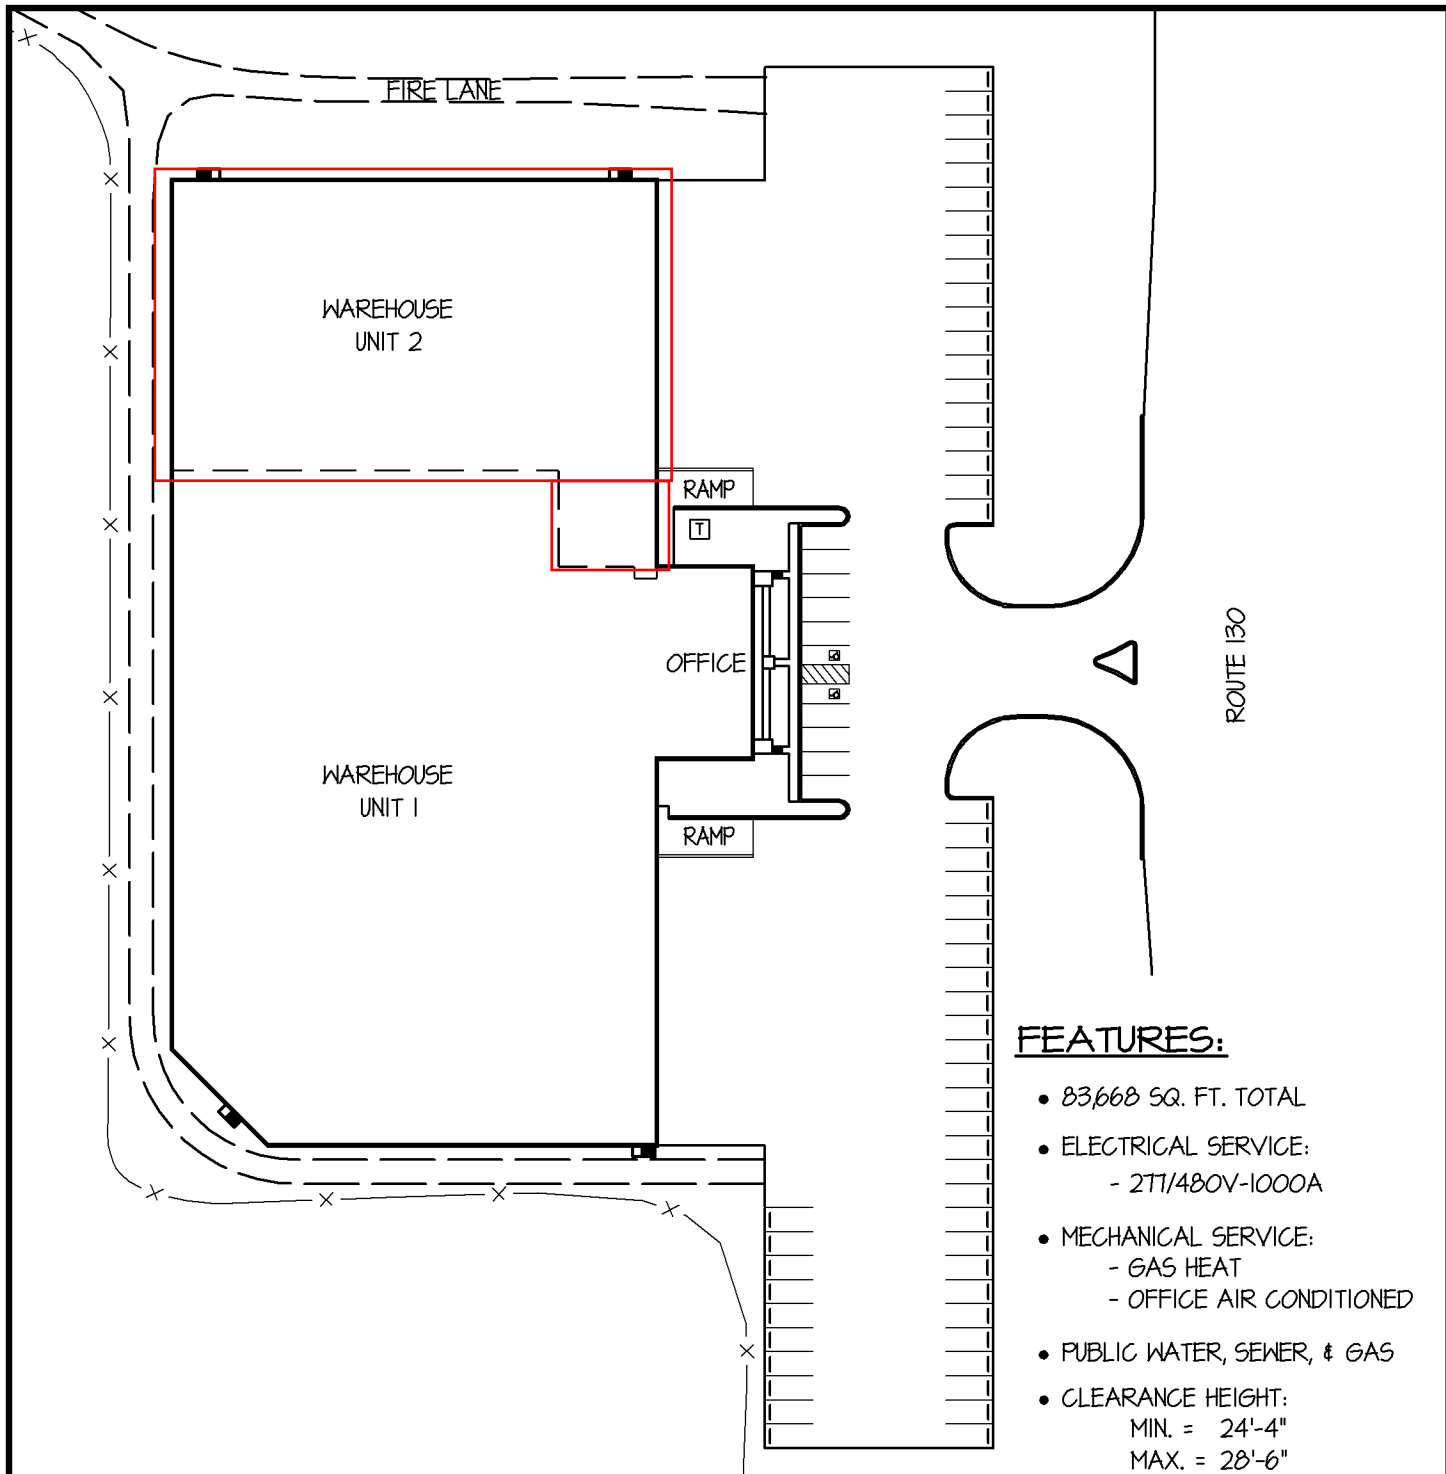 FIRE LANE
WAREHOUSE
UNIT 2
RAMP
T
OFFICE
ROUTE 130
WAREHOUSE
UNIT 1
RAMP
FEATURES:
• 83,668 SQ. FT. TOTAL
• ELECTRICAL SERVICE:
- 277/480V-1000A
• MECHANICAL SERVICE:
- GAS HEAT
- OFFICE AIR CONDITIONED
• PUBLIC WATER, SEWER, & GAS
• CLEARANCE HEIGHT:
MIN. = 24'-4"
MAX. = 28'-6"